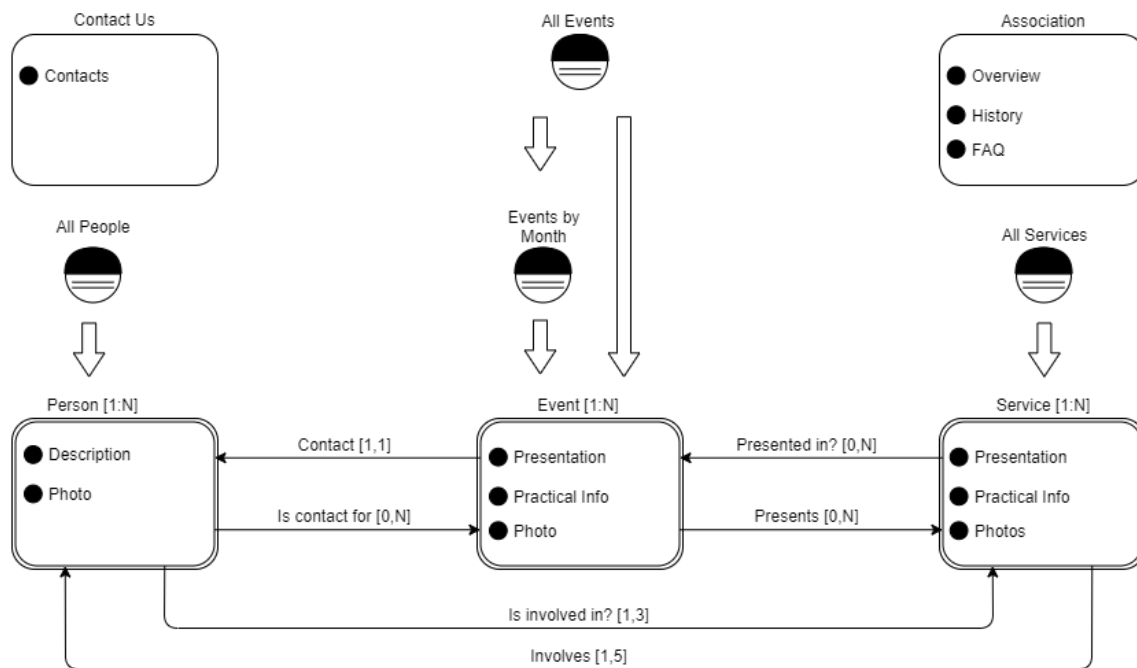 Contact Us
All Events
Association
Contacts
Overview
History
FAQ
All People
Events by
Month
All Services
Person [1:N]
Event [1:N]
Service [1:N]
Description
Photo
Contact [1,1]
Is contact for [0,N]
Presentation
Practical Info
Photo
Presented in? [0,N]
Presents [0,N]
Presentation
Practical Info
Photos
Is involved in? [1,3]
Involves [1,5]